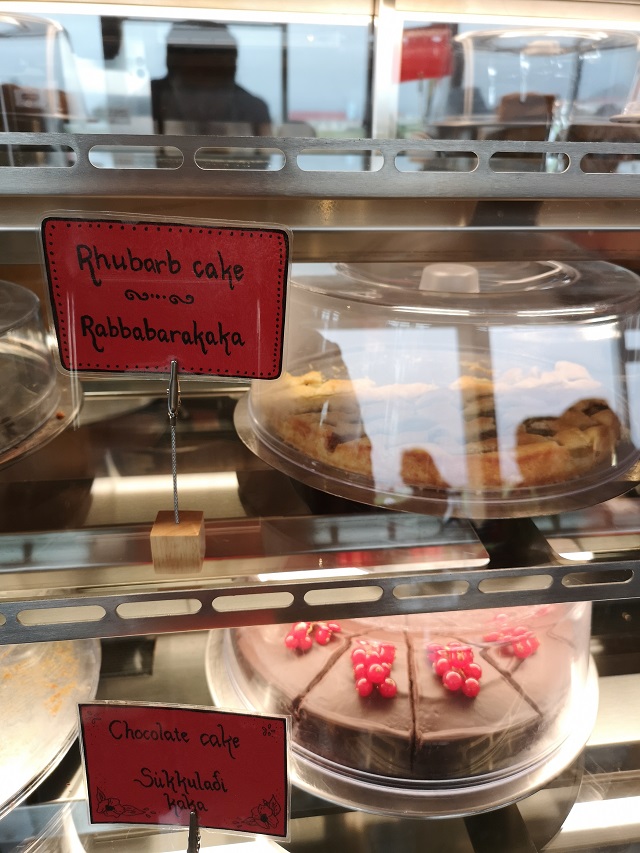 Rhubarb cake
Rabbabarakaka
Chocolate cake
Súkkulaði
kaka